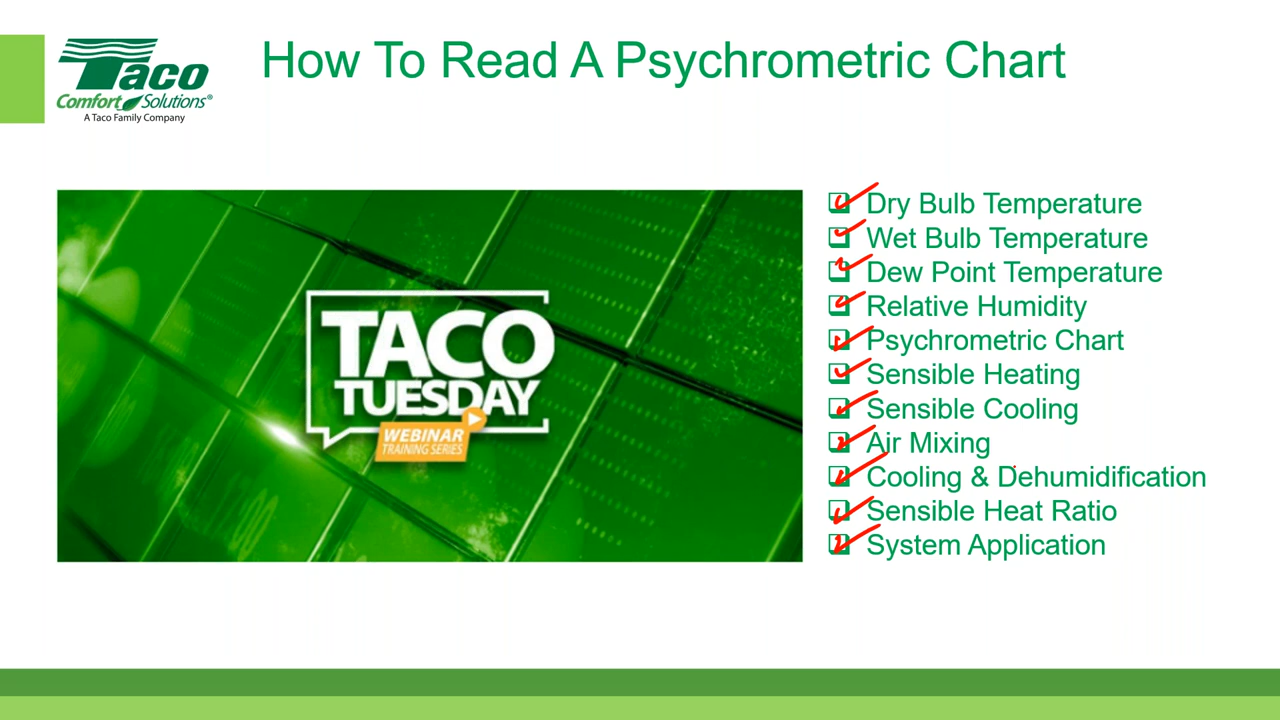 How To Read A Psychrometric Chart
Taco
Comfort Solutions®
A Taco Family Company
TACO
TUESDAY
WEBINAR
TRAINING SERIES
Dry Bulb Temperature
Wet Bulb Temperature
Dew Point Temperature
Relative Humidity
Psychrometric Chart
Sensible Heating
Sensible Cooling
Air Mixing
Cooling & Dehumidification
Sensible Heat Ratio
System Application